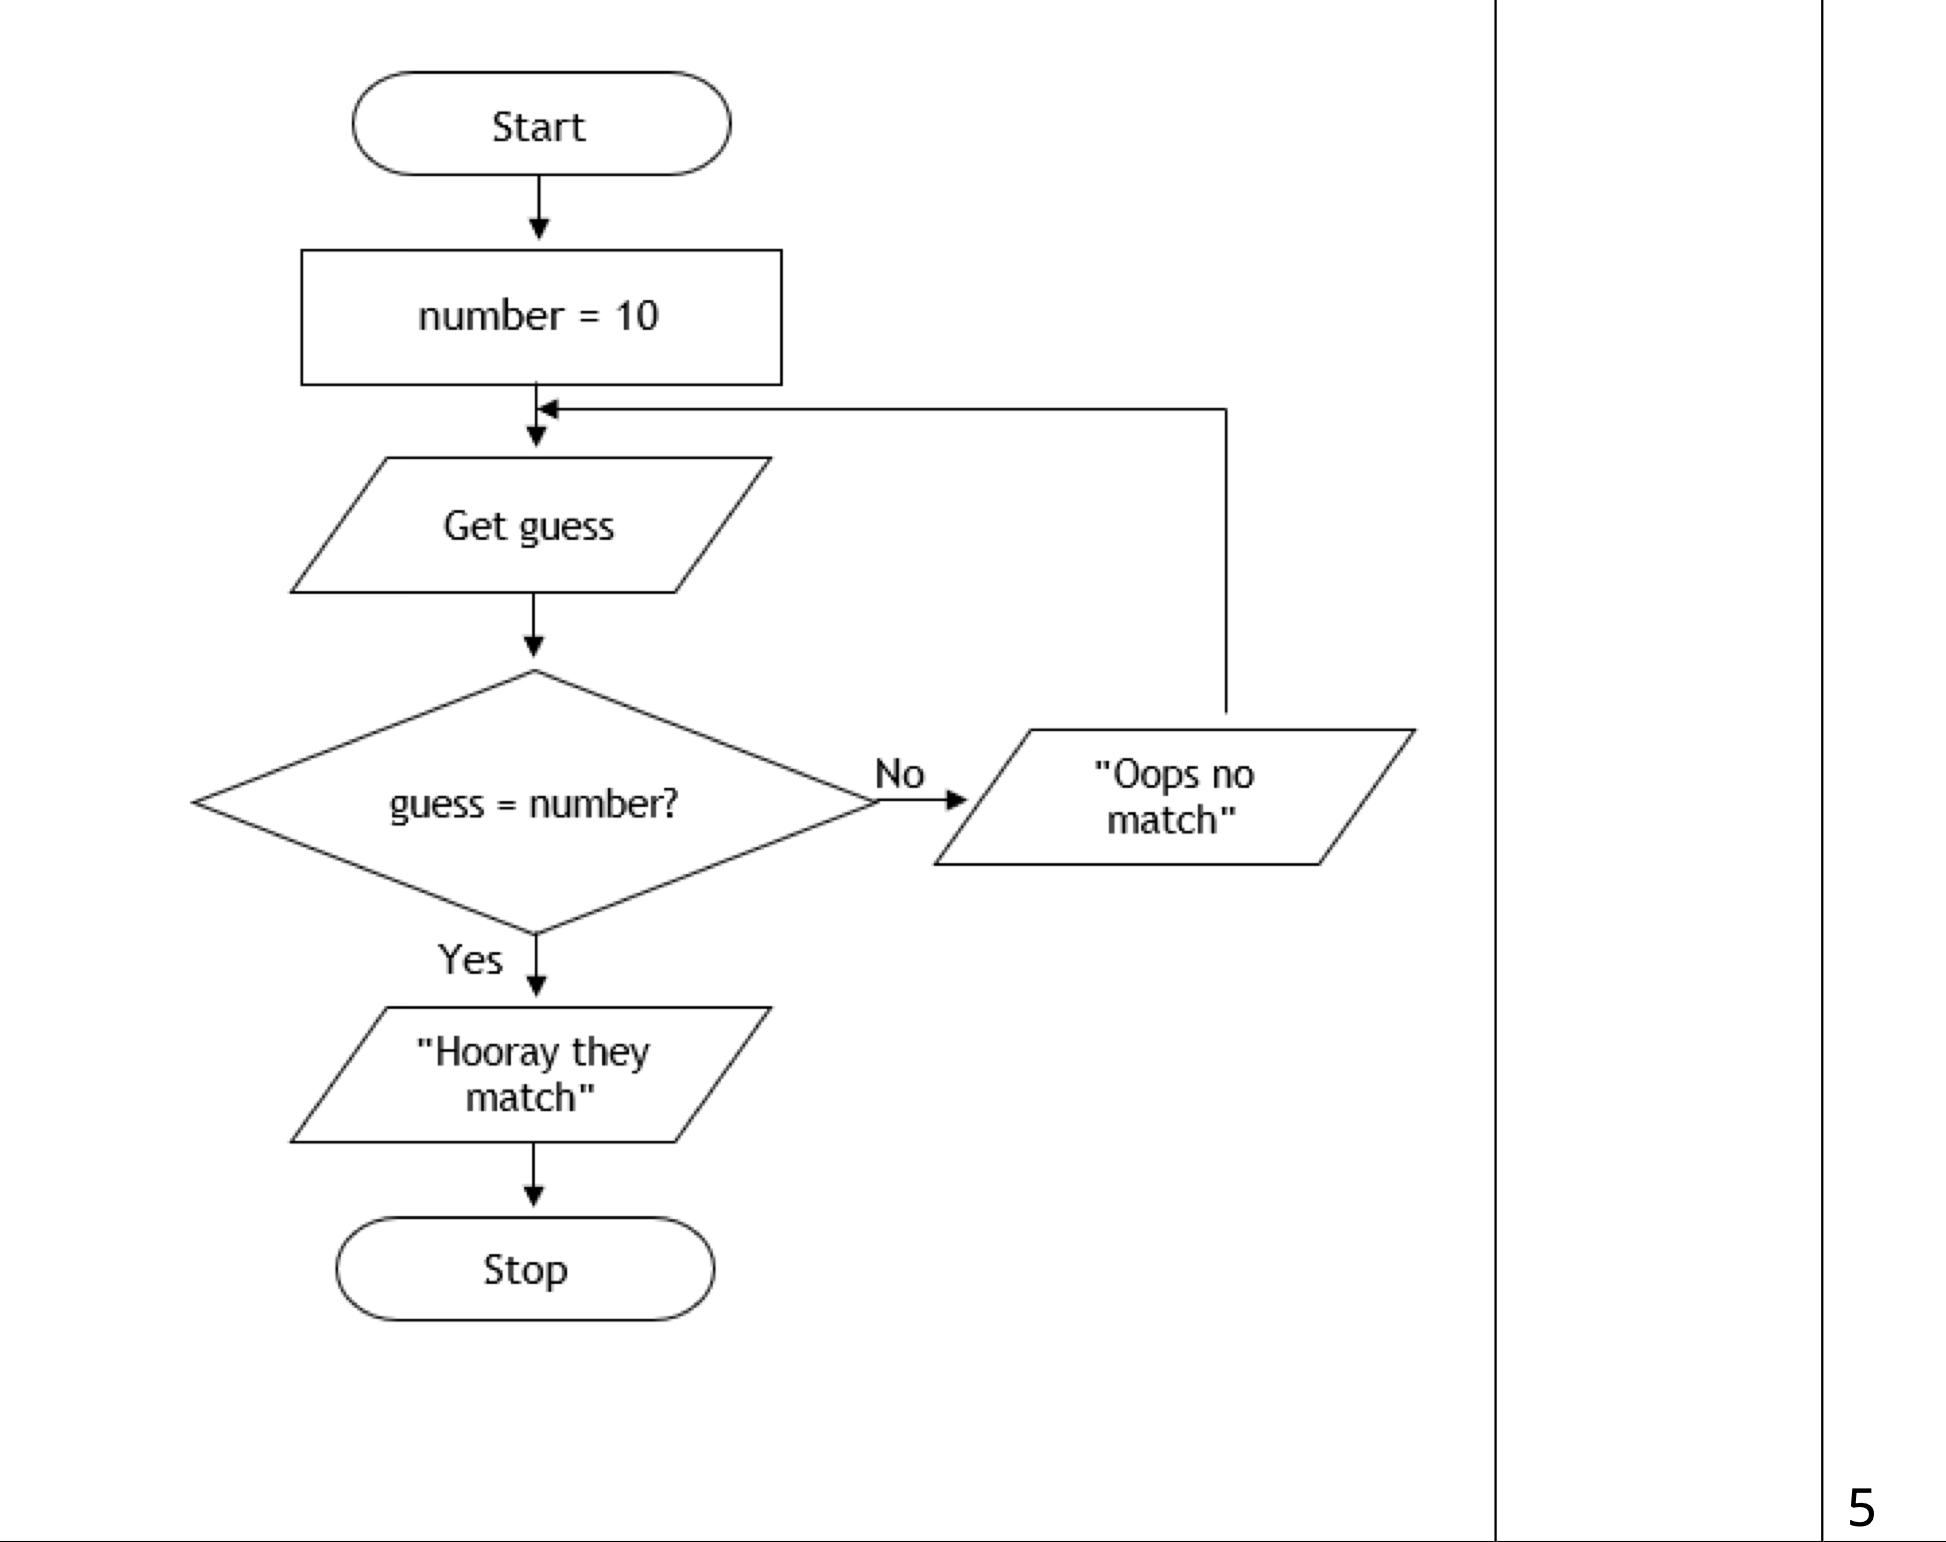 Start
number = 10
Get guess
guess = number?
No
"Oops no
match"
Yes
"Hooray they
match"
Stop
5